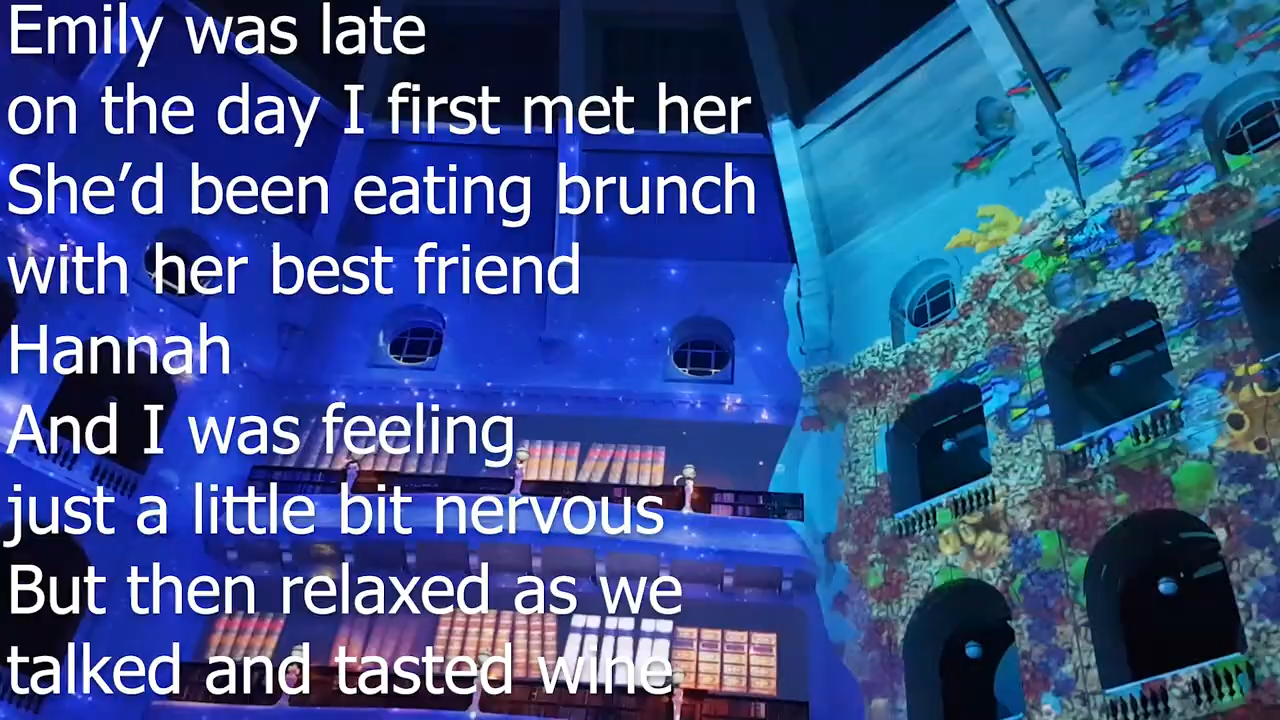 Emily was late
on the day I first met her
She’d been eating brunch
with her best friend
Hannah
And I was feeling
just a little bit nervous
But then relaxed as we
talked and tasted wine